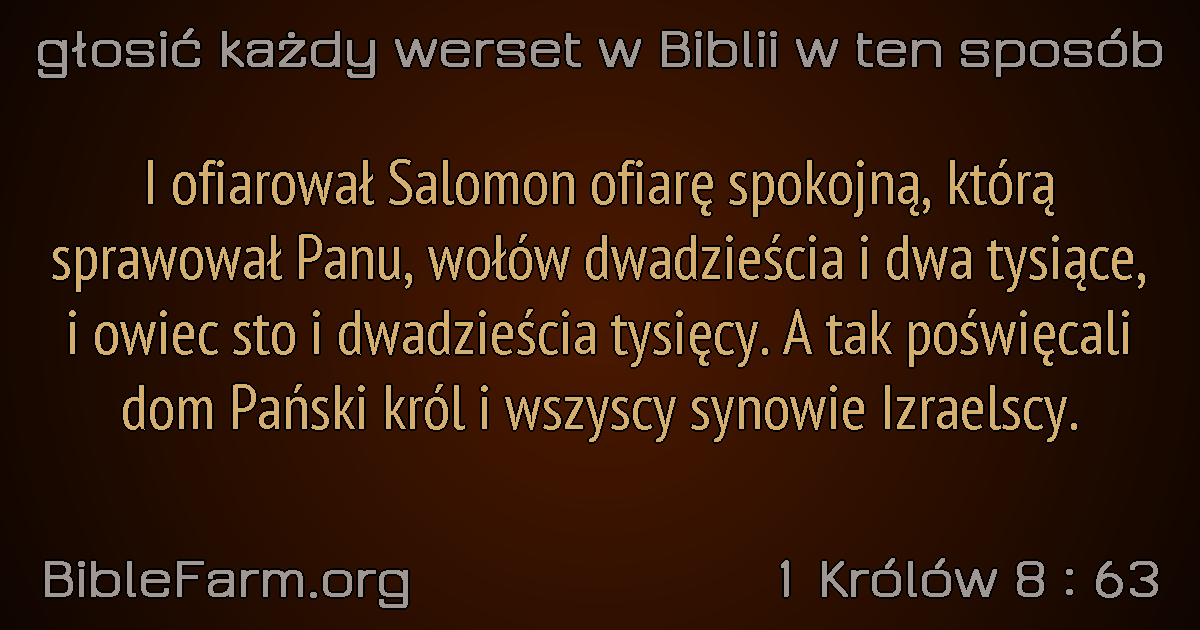 głosić każdy werset w Biblii w ten sposób
I ofiarował Salomon ofiarę spokojną, którą
sprawował Panu, wołów dwadzieścia i dwa tysiące,
i owiec sto i dwadzieścia tysięcy. A tak poświęcali
dom Pański król i wszyscy synowie Izraelscy.
BibleFarm.org
1 Królów 8 : 63